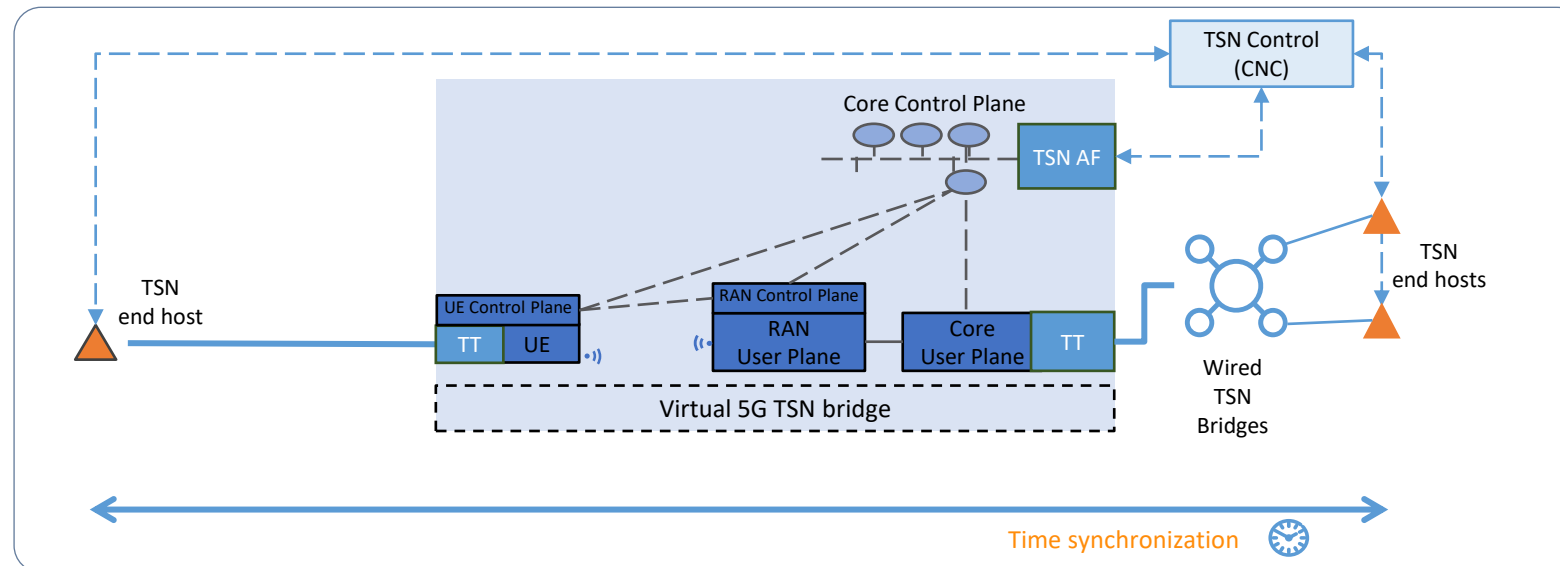 TSN Control
(CNC)
Core Control Plane
TSN AF
TSN
end host
UE Control Plane
TT
UE
RAN Control Plane
RAN
User Plane
Core
User Plane
TT
TSN
end hosts
Wired
TSN
Bridges
Virtual 5G TSN bridge
Time synchronization